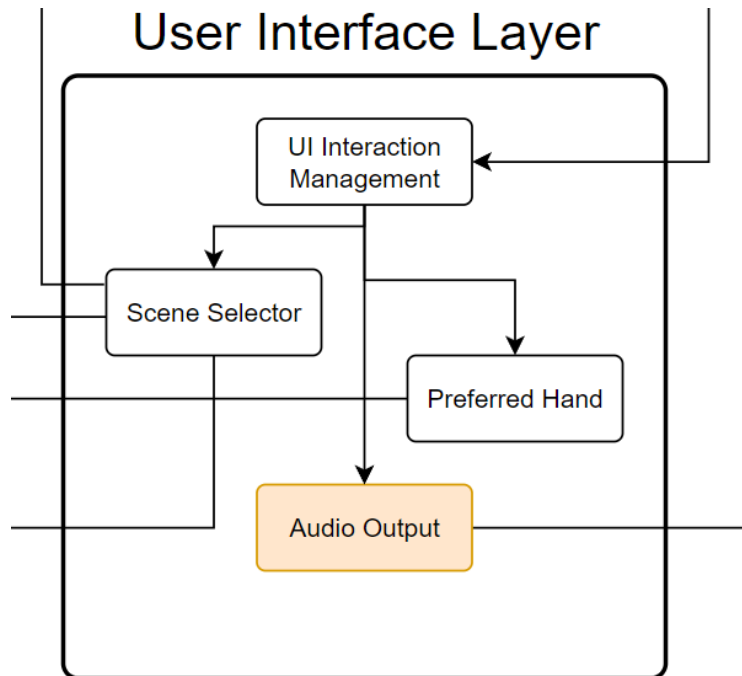 User Interface Layer
UI Interaction
Management
Scene Selector
Preferred Hand
Audio Output